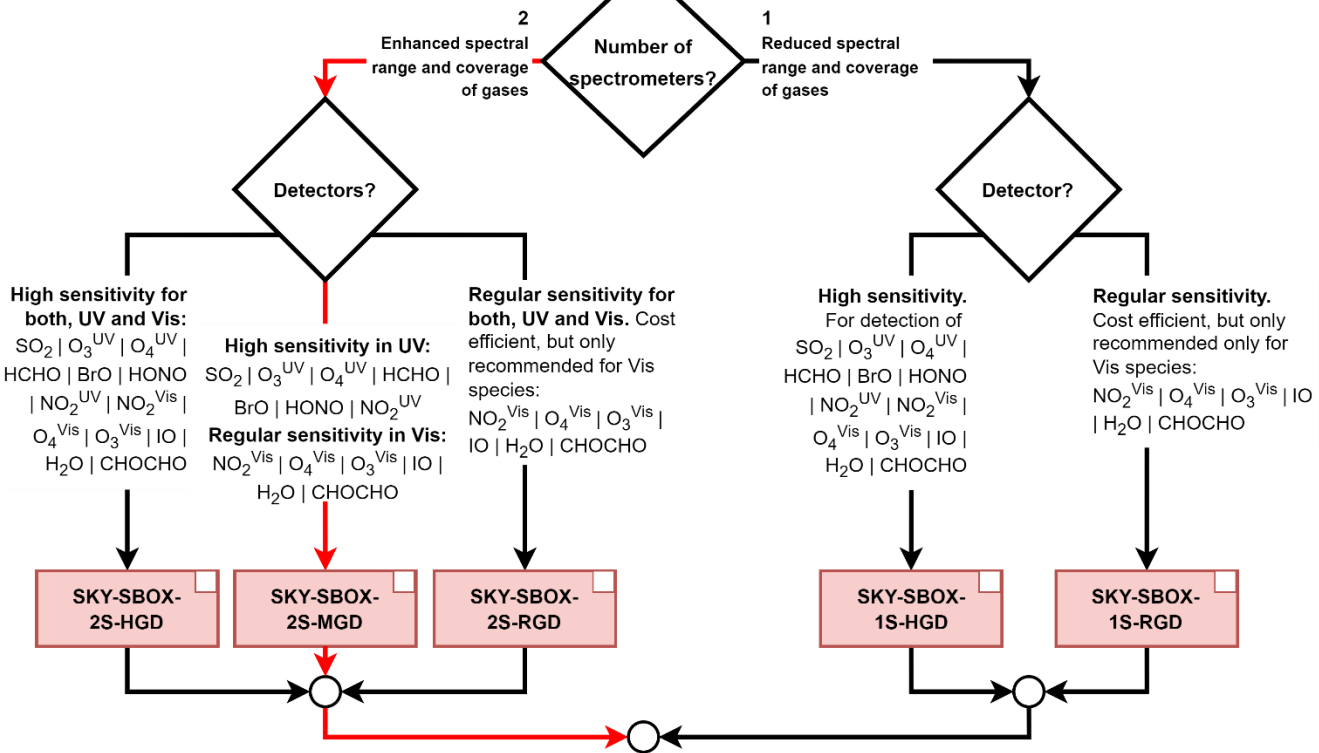 2
Enhanced spectral
range and coverage
of gases
Number of
spectrometers?
1
Reduced spectral
range and coverage
of gases
Detectors?
Detector?
High sensitivity for
both, UV and Vis:
SO₂ | O₃ᵁⱽ | O₄ᵁⱽ |
HCHO | BrO | HONO
| NO₂ᵁⱽ | NO₂ⱽⁱˢ |
O₄ⱽⁱˢ | O₃ⱽⁱˢ | IO |
H₂O | CHOCHO
High sensitivity in UV:
SO₂ | O₃ᵁⱽ | O₄ᵁⱽ | HCHO |
BrO | HONO | NO₂ᵁⱽ
Regular sensitivity in Vis:
NO₂ⱽⁱˢ | O₄ⱽⁱˢ | O₃ⱽⁱˢ | IO |
H₂O | CHOCHO
Regular sensitivity for
both, UV and Vis. Cost
efficient, but only
recommended for Vis
species:
NO₂ⱽⁱˢ | O₄ⱽⁱˢ | O₃ⱽⁱˢ |
IO | H₂O | CHOCHO
High sensitivity.
For detection of
SO₂ | O₃ᵁⱽ | O₄ᵁⱽ |
HCHO | BrO | HONO
| NO₂ᵁⱽ | NO₂ⱽⁱˢ |
O₄ⱽⁱˢ | O₃ⱽⁱˢ | IO |
H₂O | CHOCHO
Regular sensitivity.
Cost efficient, but only
recommended only for
Vis species:
NO₂ⱽⁱˢ | O₄ⱽⁱˢ | O₃ⱽⁱˢ | IO
| H₂O | CHOCHO
SKY-SBOX-
2S-HGD
SKY-SBOX-
2S-MGD
SKY-SBOX-
2S-RGD
SKY-SBOX-
1S-HGD
SKY-SBOX-
1S-RGD